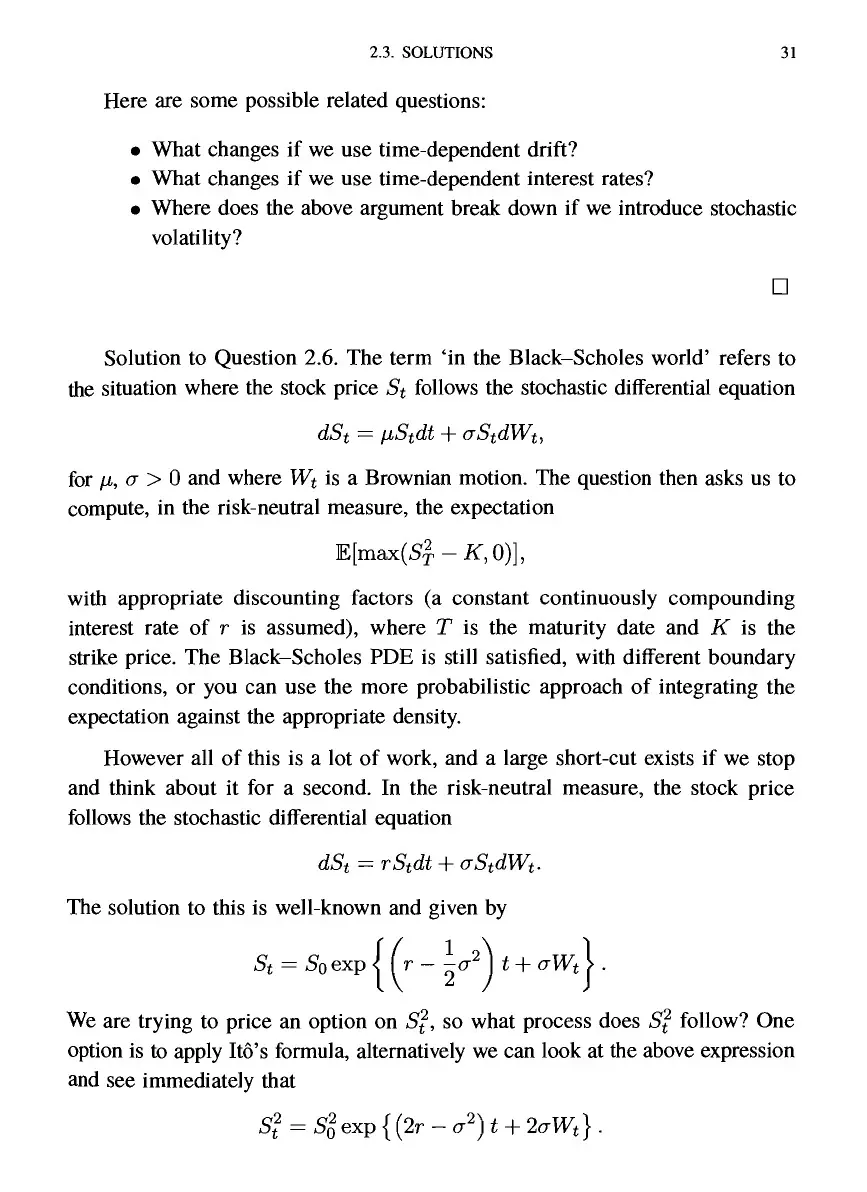 2.3. SOLUTIONS 31
Here are some possible related questions:
• What changes if we use time-dependent drift?
• What changes if we use time-dependent interest rates?
• Where does the above argument break down if we introduce stochastic
volatility?
□
Solution to Question 2.6. The term ‘in the Black–Scholes world’ refers to
the situation where the stock price S_t follows the stochastic differential equation
dS_t = μS_t dt + σS_t dW_t,
for μ, σ > 0 and where W_t is a Brownian motion. The question then asks us to
compute, in the risk-neutral measure, the expectation
𝔼[max(S_T^2 − K, 0)],
with appropriate discounting factors (a constant continuously compounding
interest rate of r is assumed), where T is the maturity date and K is the
strike price. The Black–Scholes PDE is still satisfied, with different boundary
conditions, or you can use the more probabilistic approach of integrating the
expectation against the appropriate density.
However all of this is a lot of work, and a large short-cut exists if we stop
and think about it for a second. In the risk-neutral measure, the stock price
follows the stochastic differential equation
dS_t = rS_t dt + σS_t dW_t.
The solution to this is well-known and given by
S_t = S_0 exp { ( r − 1/2 σ^2 ) t + σW_t } .
We are trying to price an option on S_t^2, so what process does S_t^2 follow? One
option is to apply Itô’s formula, alternatively we can look at the above expression
and see immediately that
S_t^2 = S_0^2 exp { (2r − σ^2) t + 2σW_t } .